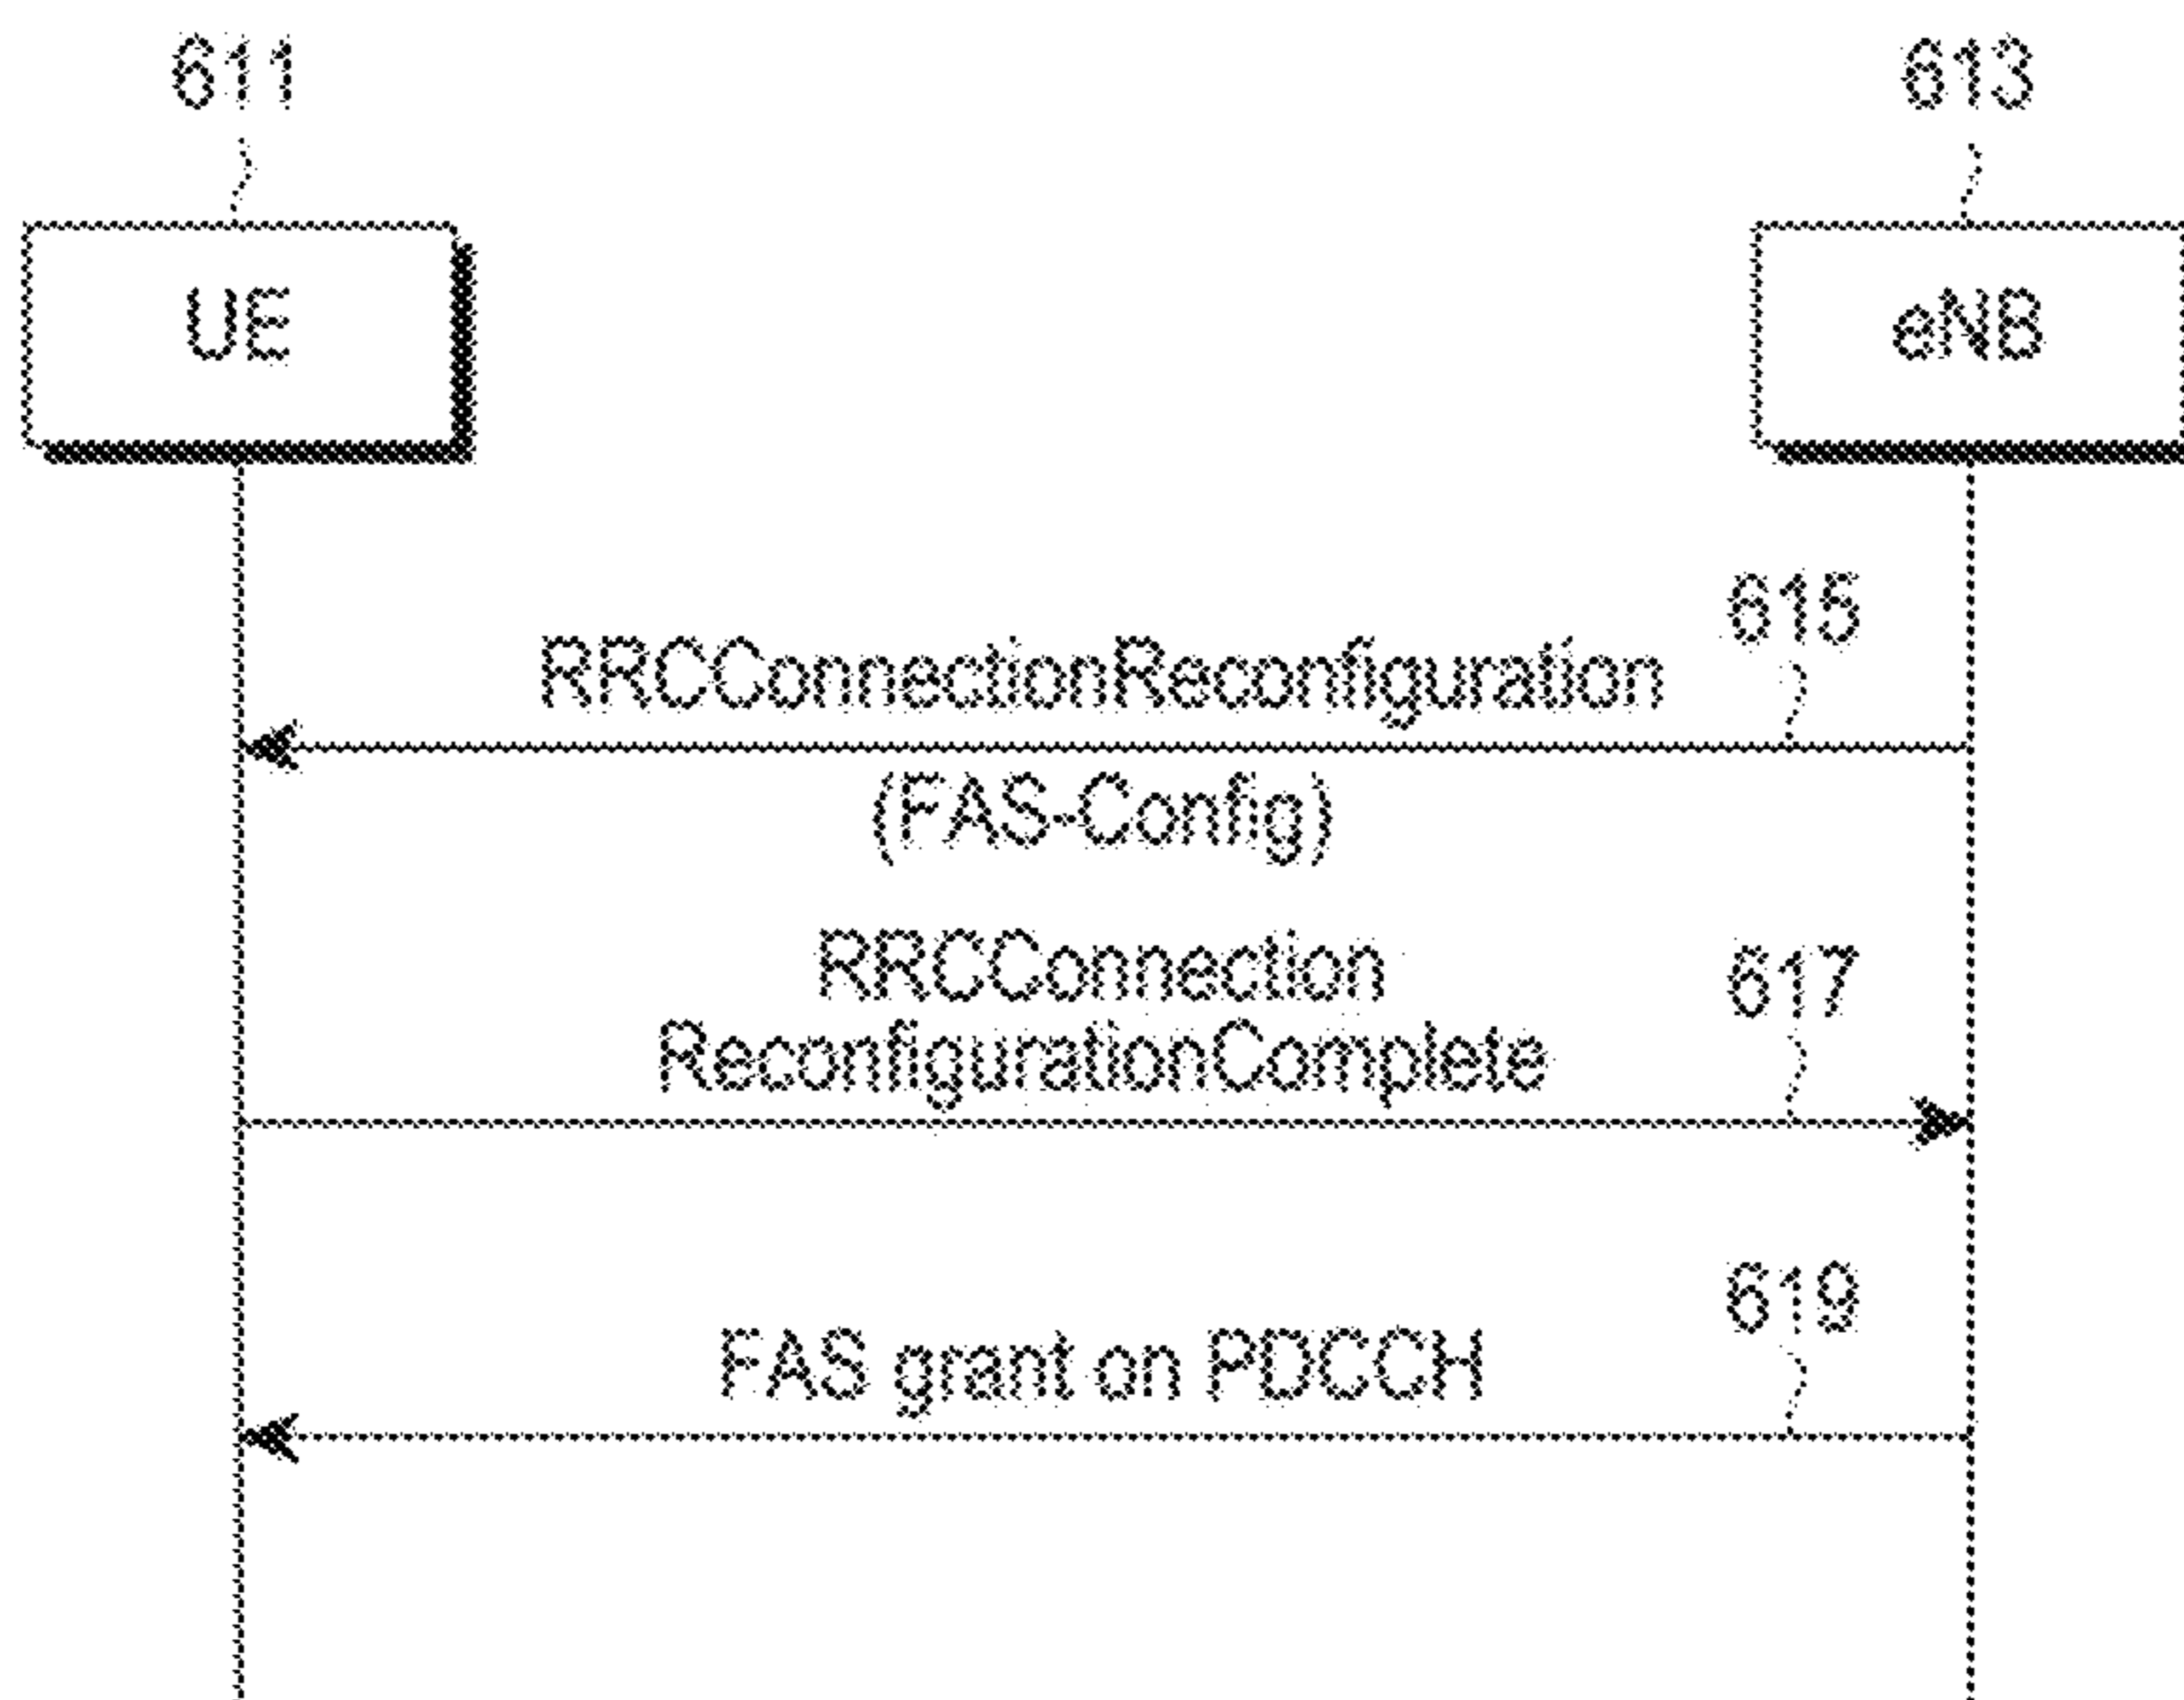 611
613
UE
eNB
615
RRCConnectionReconfiguration
(FAS-Config)
RRCConnection
617
ReconfigurationComplete
619
FAS grant on PDCCH